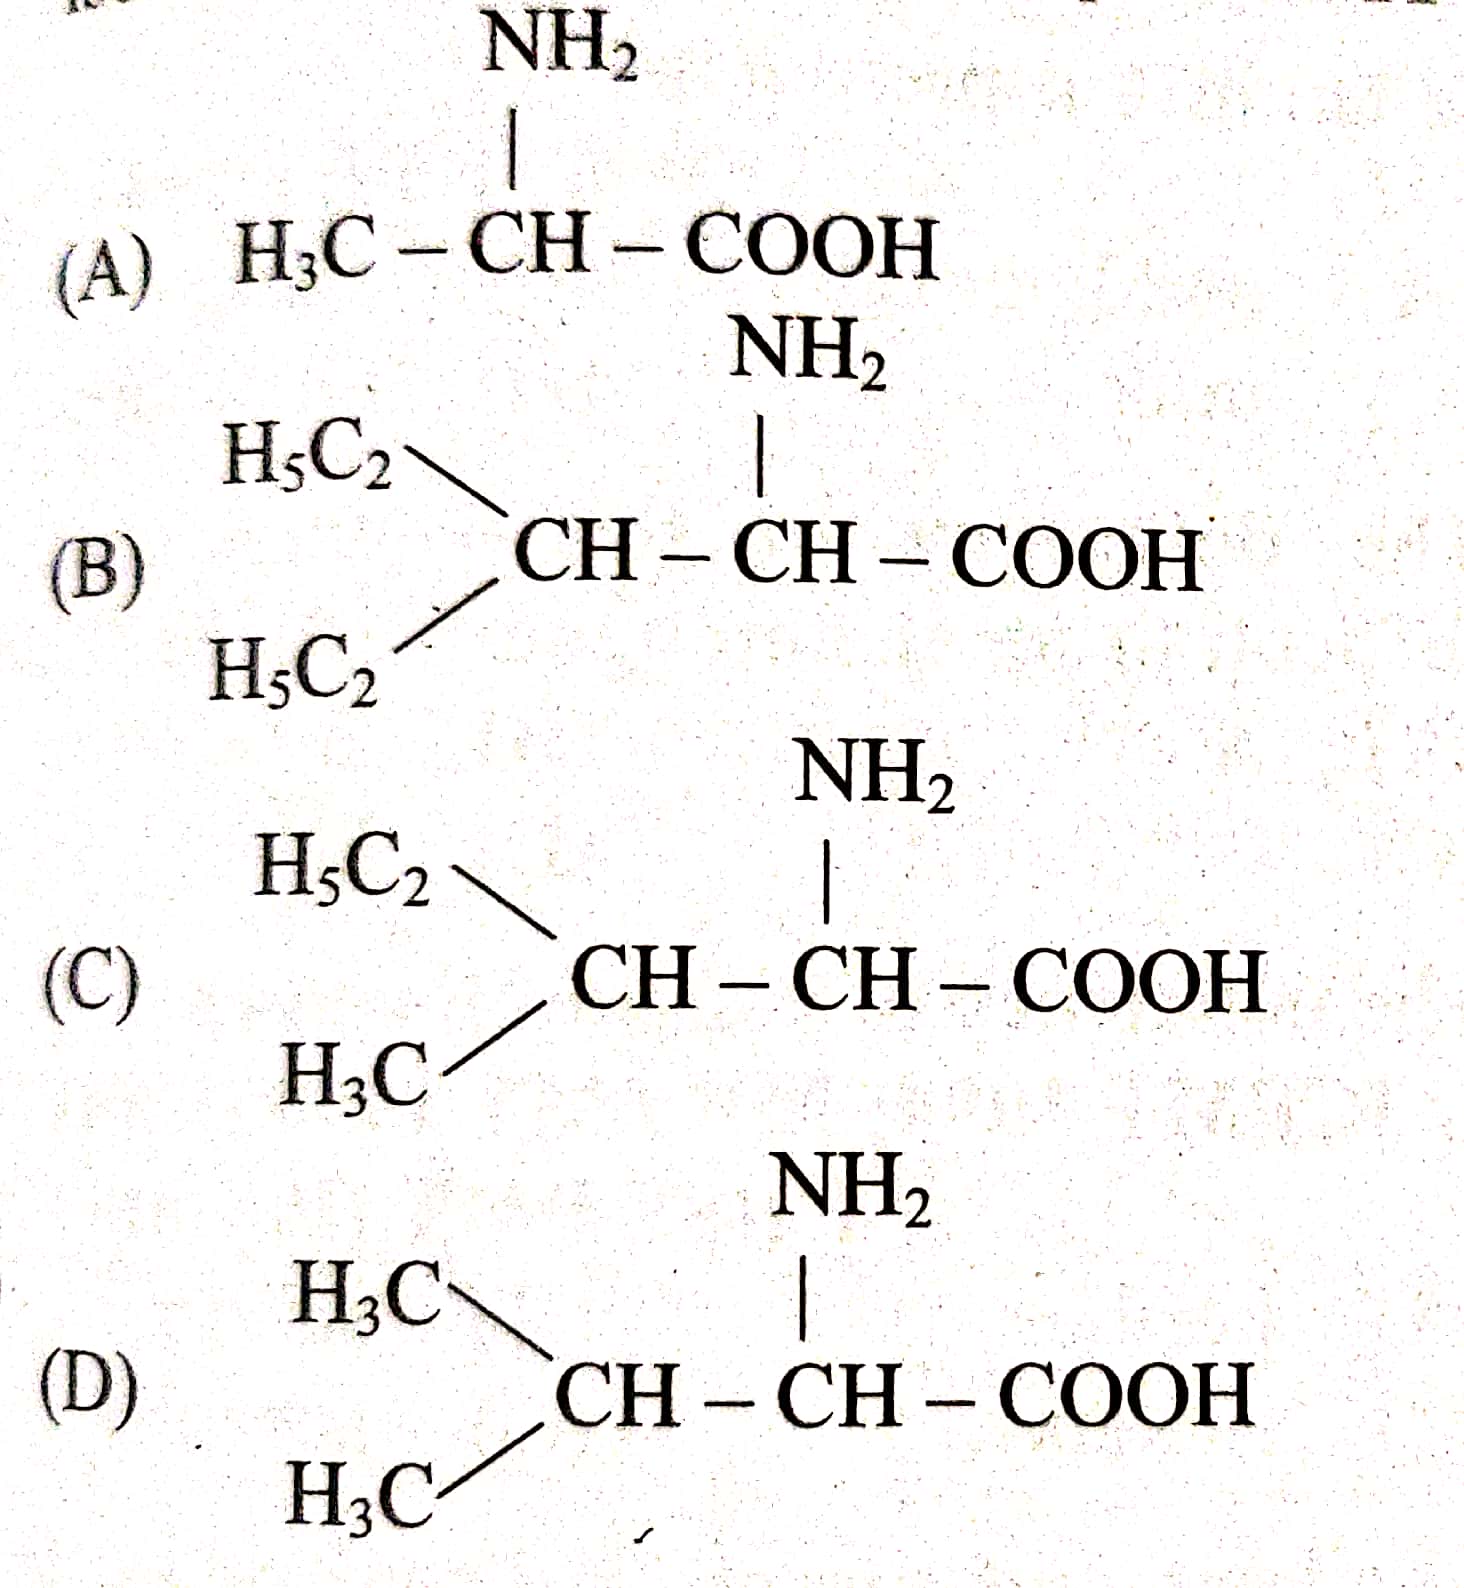 NH₂
(A) H₃C – CH – COOH
NH₂
H₅C₂
(B) CH – CH – COOH
H₅C₂
NH₂
H₅C₂
(C) CH – CH – COOH
H₃C
NH₂
H₃C
(D) CH – CH – COOH
H₃C